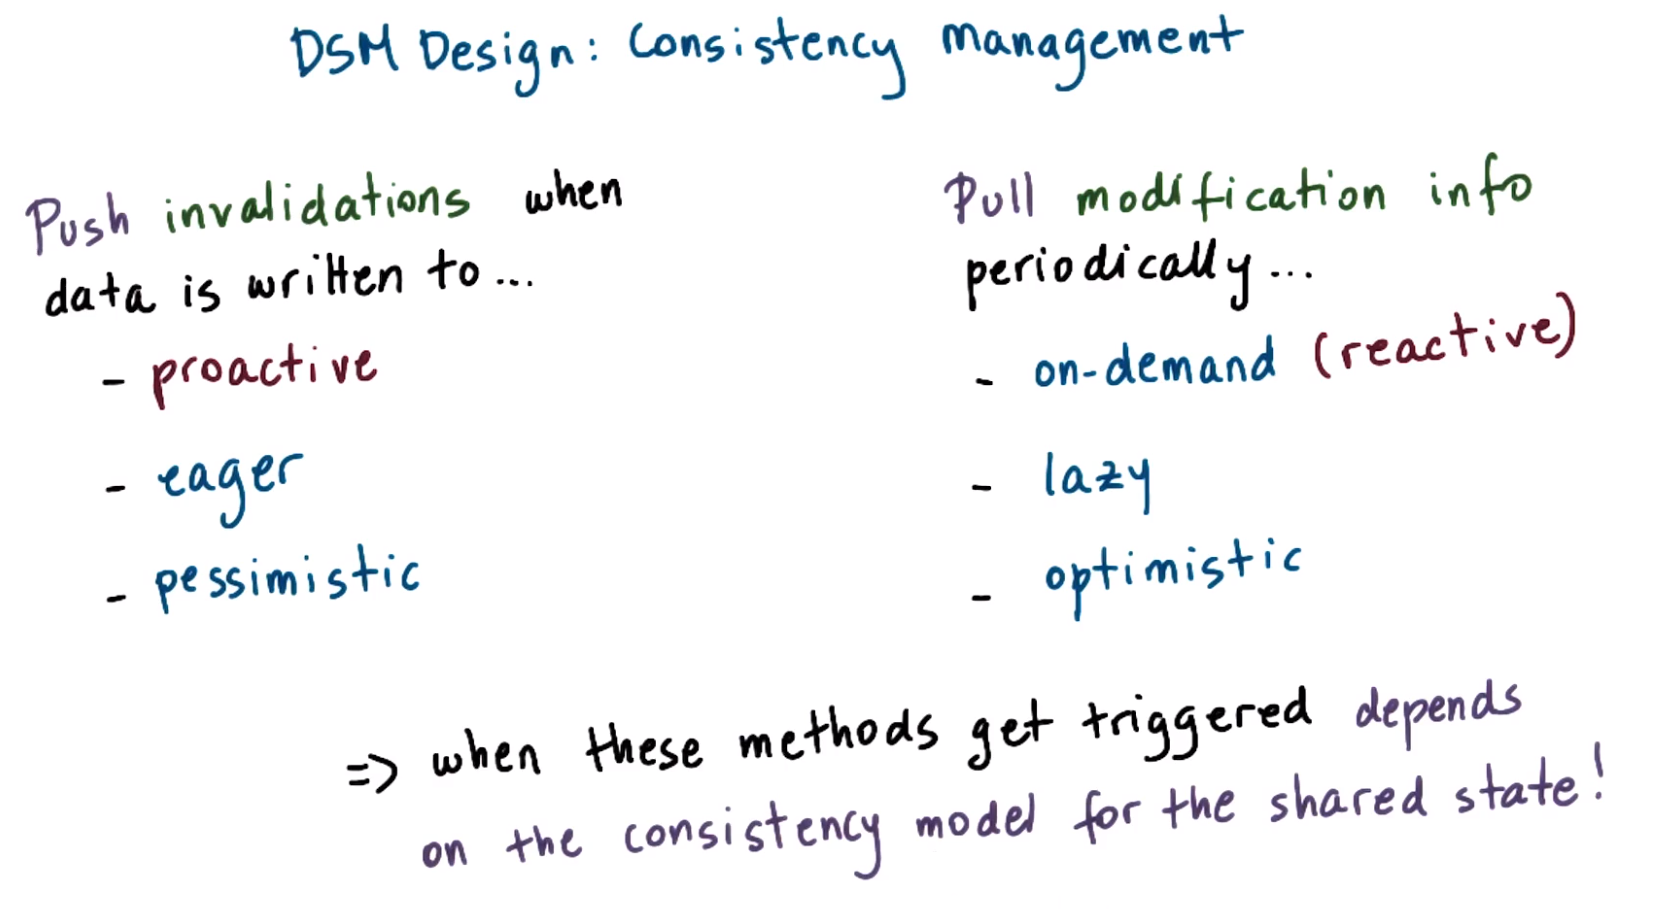 DSM Design: Consistency Management
Push invalidations when
data is written to...
- proactive
- eager
- pessimistic
Pull modification info
periodically...
- on-demand (reactive)
- lazy
- optimistic
=> when these methods get triggered depends
on the consistency model for the shared state!